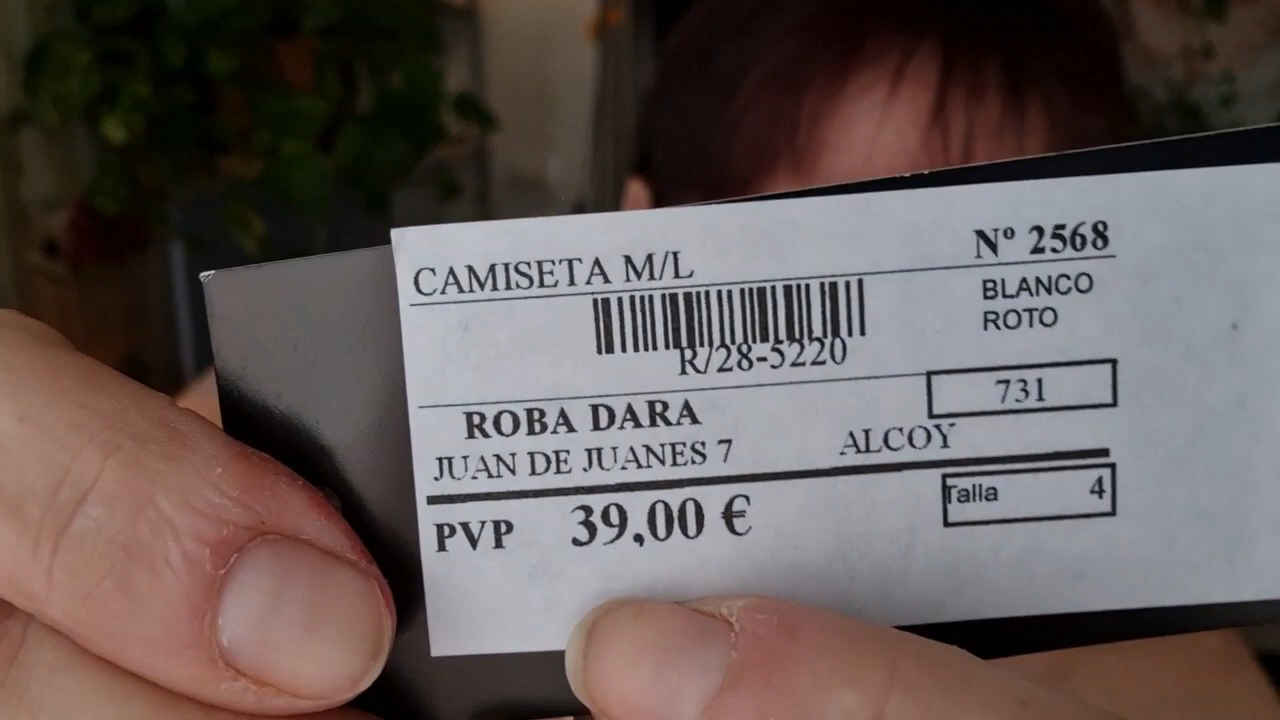 CAMISETA M/L
Nº 2568
BLANCO
ROTO
R/28-5220
731
ROBA DARA
JUAN DE JUANES 7 ALCOY
PVP 39,00 €
Talla 4